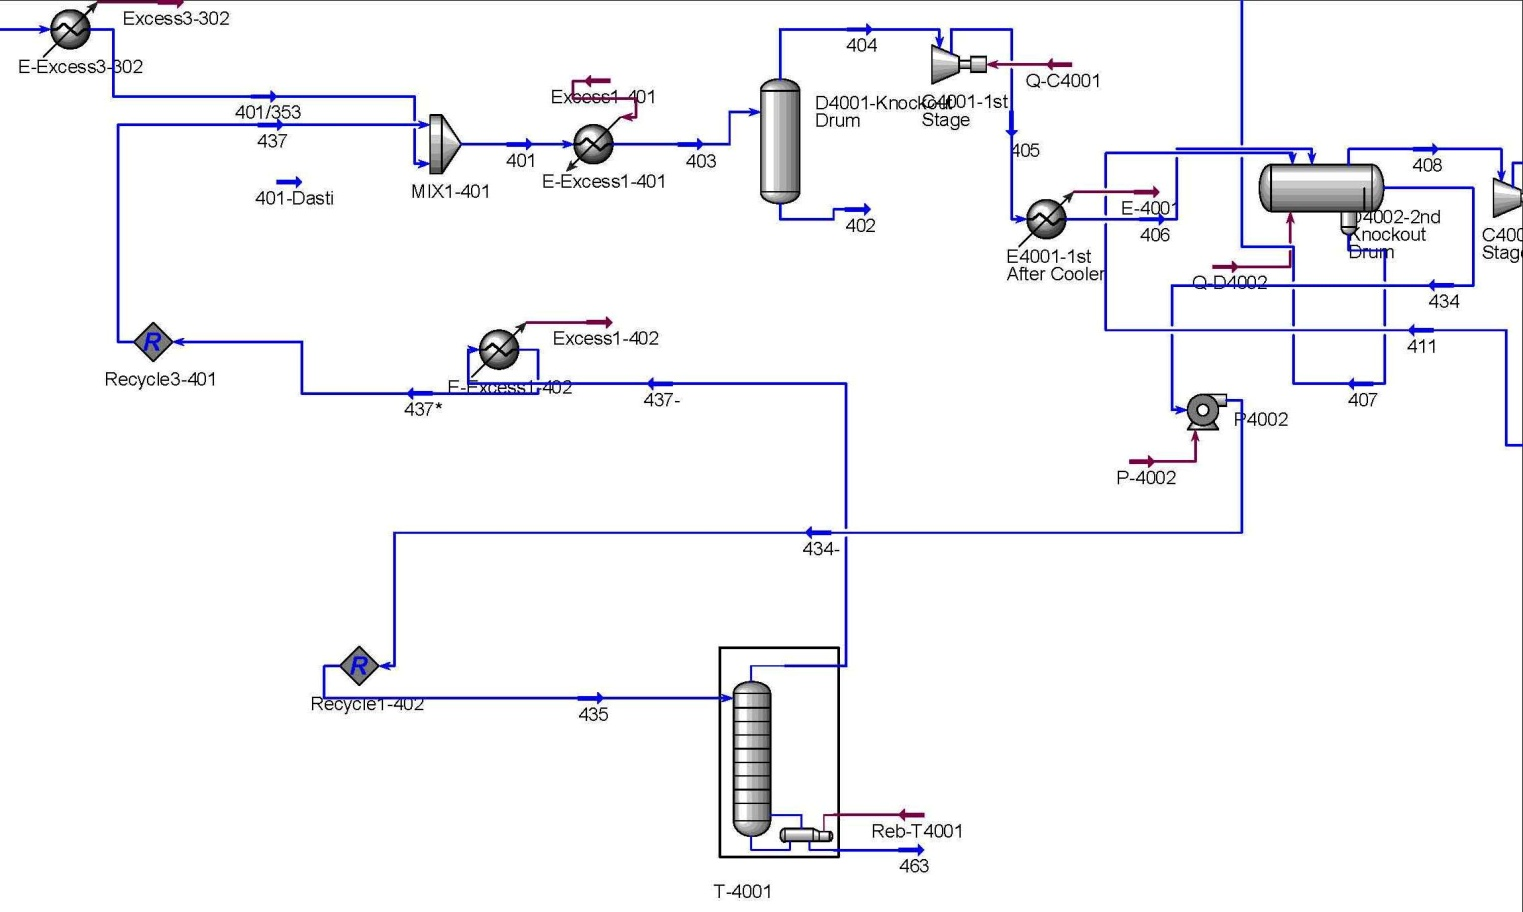 Excess3-302
E-Excess3-302
401/353
437
401-Dasti
MIX1-401
401
Excess1-401
E-Excess1-401
403
404
D4001-Knockout
Drum
402
C4001-1st
Stage
Q-C4001
405
E-4001
406
E4001-1st
After Cooler
408
D4002-2nd
Knockout
Drum
C400
Stage
Q-D4002
434
411
407
P4002
P-4002
Recycle3-401
Excess1-402
E-Excess1-402
437*
437-
434-
R
R
Recycle1-402
435
Reb-T4001
463
T-4001